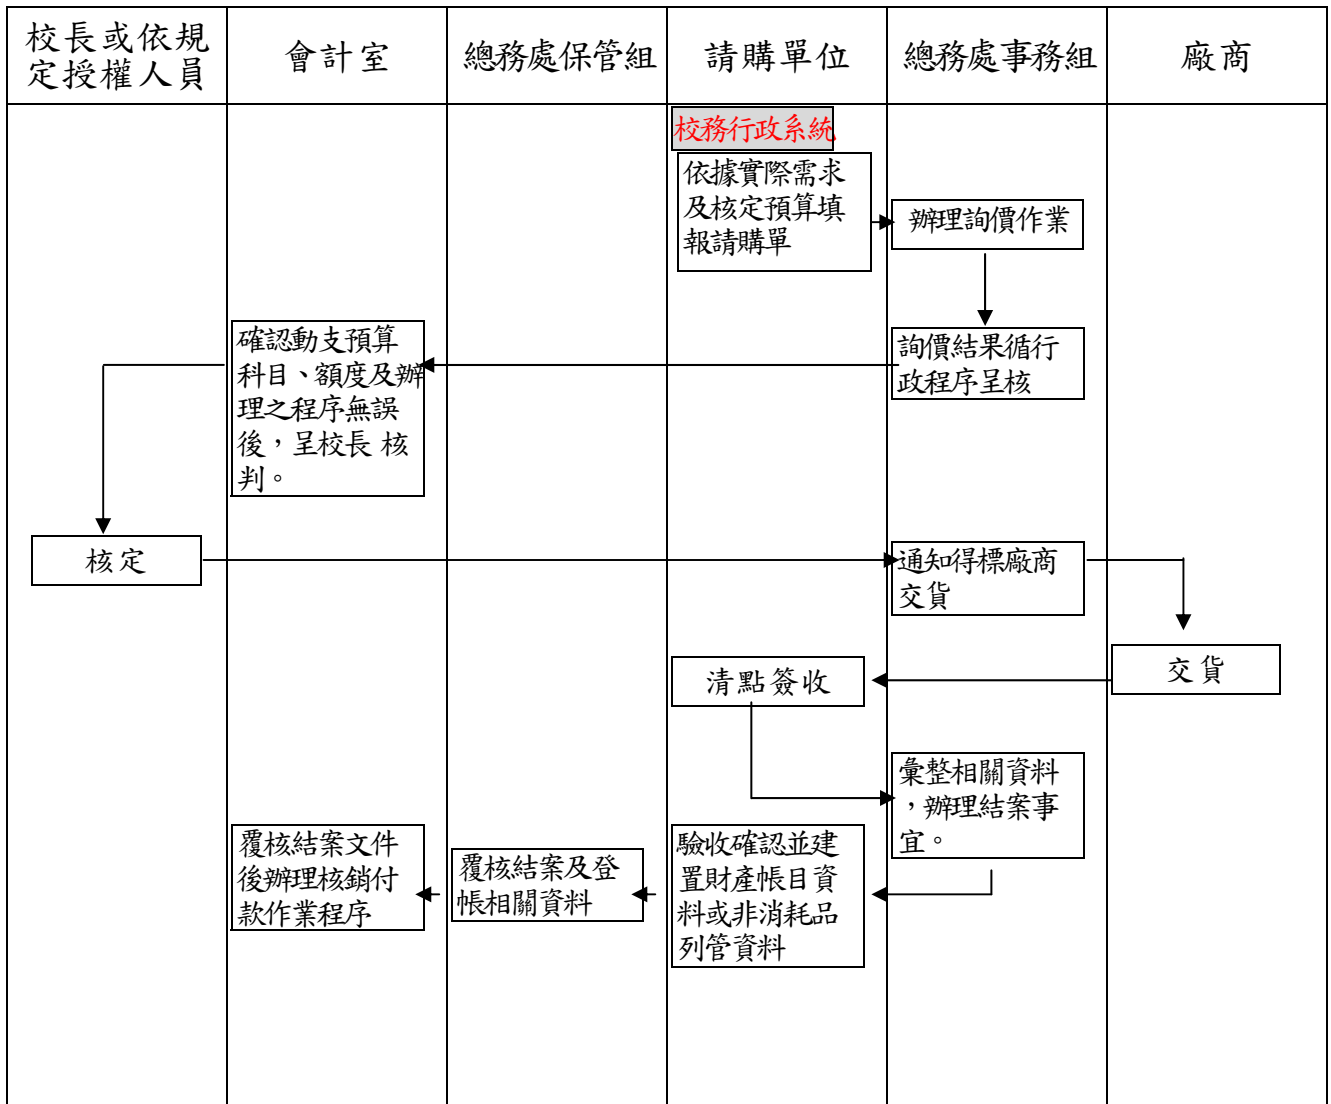 校長或依規
定授權人員
會計室
總務處保管組
請購單位
總務處事務組
廠商
校務行政系統
依據實際需求
及核定預算填
報請購單
辦理詢價作業
詢價結果循行
政程序呈核
確認動支預算
科目、額度及辦
理之程序無誤
後，呈校長 核
判。
核定
通知得標廠商
交貨
交貨
清點簽收
彙整相關資料
，辦理結案事
宜。
驗收確認並建
置財產帳目資
料或非消耗品
列管資料
覆核結案及登
帳相關資料
覆核結案文件
後辦理核銷付
款作業程序